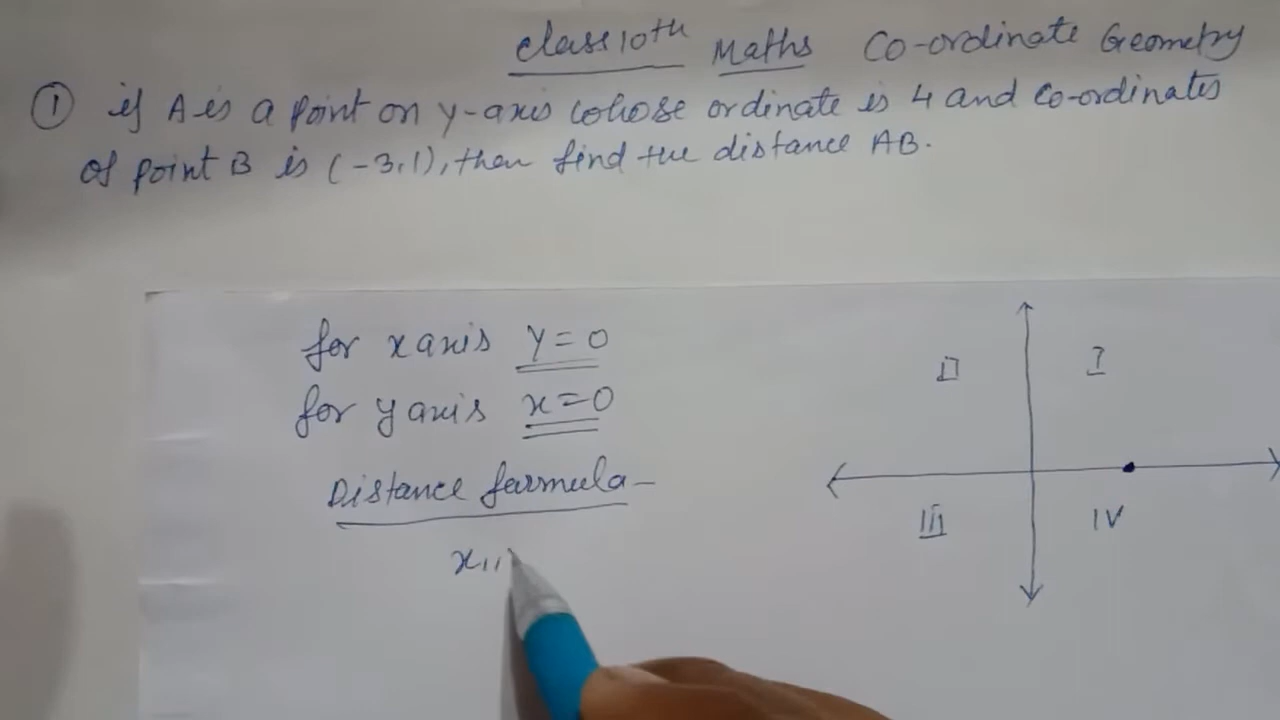 Class 10th Maths Co-ordinate Geometry
① if A is a point on y-axis whose ordinate is 4 and co-ordinates
of point B is (-3,1), then find the distance AB.
for x axis y=0
for y axis x=0
Distance farmula-
x1,
II I
III IV